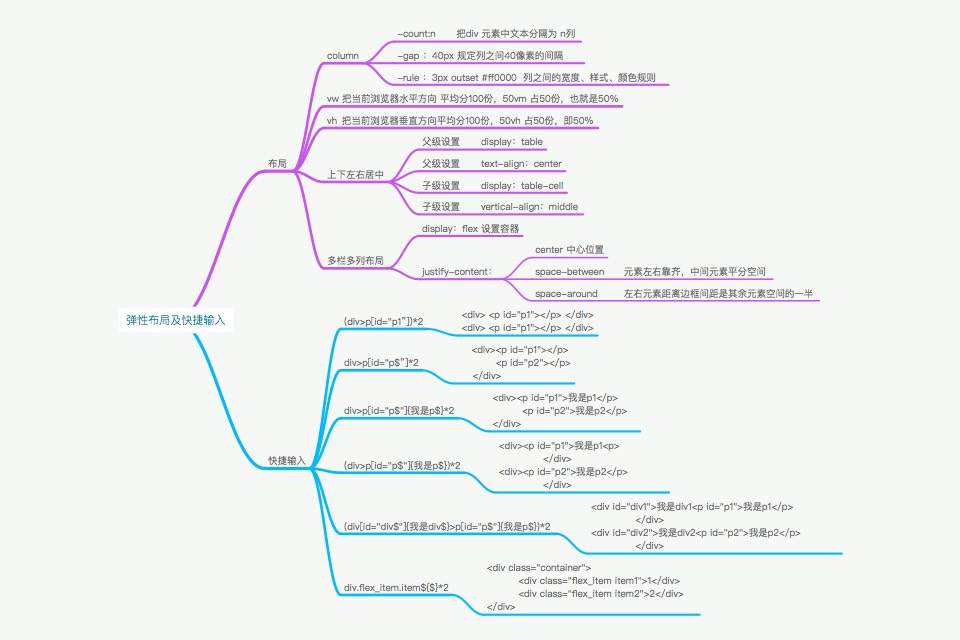 弹性布局及快捷输入
布局
column
-count:n 把div 元素中文本分隔为 n列
-gap ：40px 规定列之间40像素的间隔
-rule ：3px outset #ff0000 列之间的宽度、样式、颜色规则
vw 把当前浏览器水平方向 平均分100份，50vm 占50份，也就是50%
vh 把当前浏览器垂直方向平均分100份，50vh 占50份，即50%
上下左右居中
父级设置 display：table
父级设置 text-align：center
子级设置 display：table-cell
子级设置 vertical-align：middle
多栏多列布局
display：flex 设置容器
justify-content：
center 中心位置
space-between 元素左右靠齐，中间元素平分空间
space-around 左右元素距离边框间距是其余元素空间的一半
快捷输入
(div>p[id="p1”])*2
<div> <p id="p1"></p> </div>
<div> <p id="p1"></p> </div>
div>p[id="p$”]*2
<div><p id="p1"></p>
<p id="p2"></p>
</div>
div>p[id="p$"]{我是p$}*2
<div><p id="p1">我是p1</p>
<p id="p2">我是p2</p>
</div>
(div>p[id="p$"]{我是p$})*2
<div><p id="p1">我是p1<p>
</div>
<div><p id="p2">我是p2</p>
</div>
(div[id="div$"]{我是div$}>p[id="p$"]{我是p$})*2
<div id="div1">我是div1<p id="p1">我是p1</p>
</div>
<div id="div2">我是div2<p id="p2">我是p2</p>
</div>
div.flex_item.item${$}*2
<div class="container">
<div class="flex_item item1">1</div>
<div class="flex_item item2">2</div>
</div>